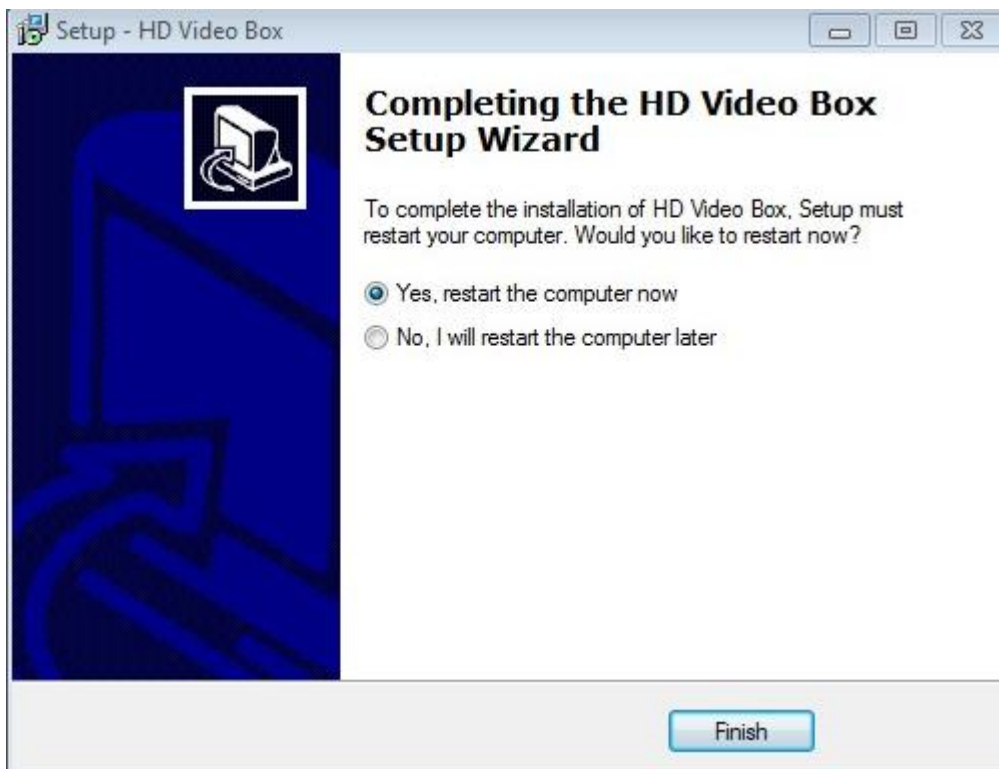 Setup - HD Video Box
Completing the HD Video Box
Setup Wizard
To complete the installation of HD Video Box, Setup must
restart your computer. Would you like to restart now?
Yes, restart the computer now
No, I will restart the computer later
Finish